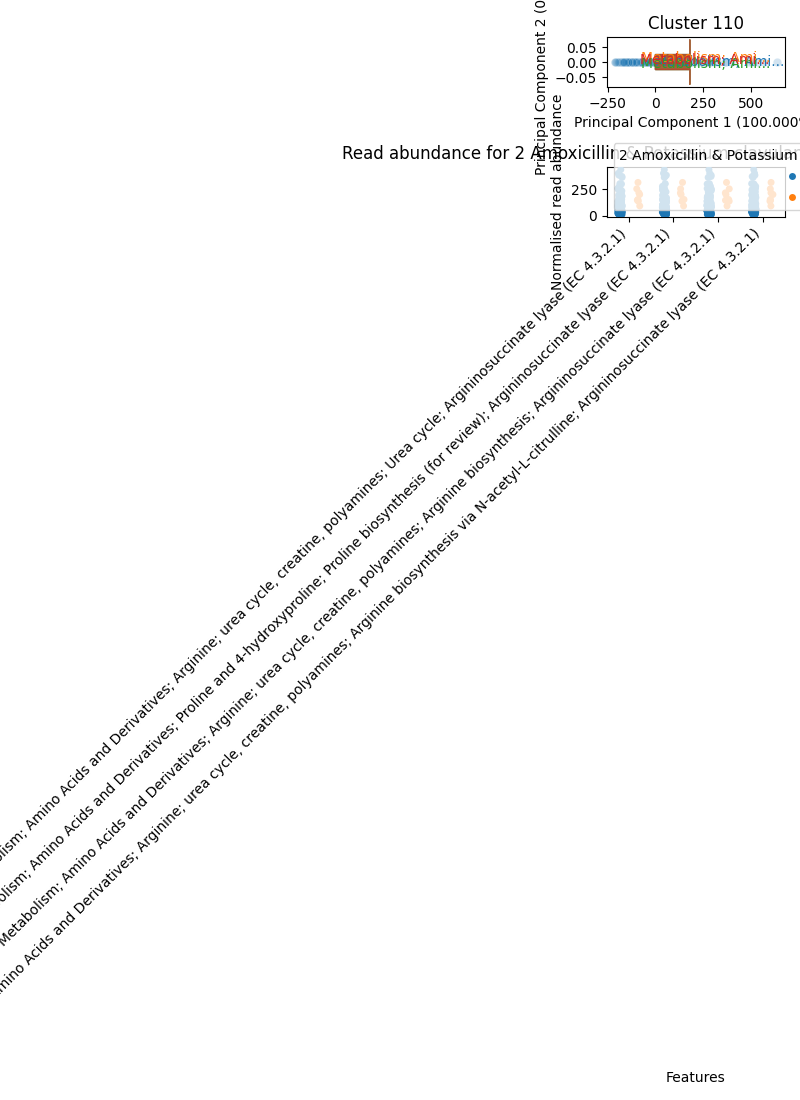 Cluster 110
Principal Component 2 (0
0.05
0.00
−0.05
Metabolism; Ami...
−250
0
250
500
Principal Component 1 (100.000%
Read abundance for 2 Amoxicillin & Potassium
2 Amoxicillin & Potassium
Normalised read abundance
250
0
lism; Amino Acids and Derivatives; Arginine; urea cycle, creatine, polyamines; Urea cycle; Argininosuccinate lyase (EC 4.3.2.1)
olism; Amino Acids and Derivatives; Proline and 4-hydroxyproline; Proline biosynthesis (for review); Argininosuccinate lyase (EC 4.3.2.1)
Metabolism; Amino Acids and Derivatives; Arginine; urea cycle, creatine, polyamines; Arginine biosynthesis; Argininosuccinate lyase (EC 4.3.2.1)
mino Acids and Derivatives; Arginine; urea cycle, creatine, polyamines; Arginine biosynthesis via N-acetyl-L-citrulline; Argininosuccinate lyase (EC 4.3.2.1)
Features